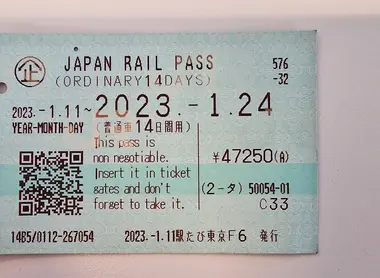 企 JAPAN RAIL PASS 576
(ORDINARY14DAYS) -32
2023.-1.11~2023.-1.24
YEAR-MONTH-DAY (普通車14日間用)
This pass is
non negotiable. ¥47250(A)
Insert it in ticket
gates and don't (2-タ) 50054-01
forget to take it. C33
14B5/0112-267054 2023.-1.11駅たび東京F6 発行